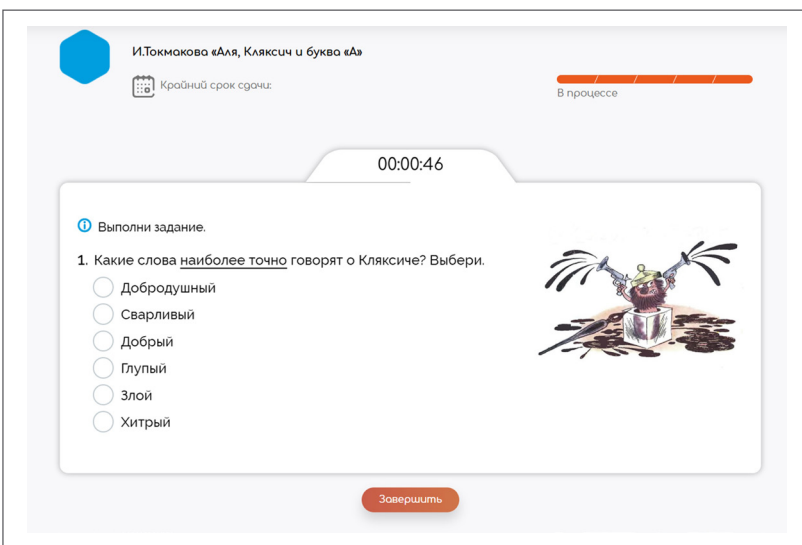 И.Токмакова «Аля, Кляксич и буква «А»
Крайний срок сдачи:
В процессе
00:00:46
Выполни задание.
1. Какие слова наиболее точно говорят о Кляксиче? Выбери.
Добродушный
Сварливый
Добрый
Глупый
Злой
Хитрый
Завершить